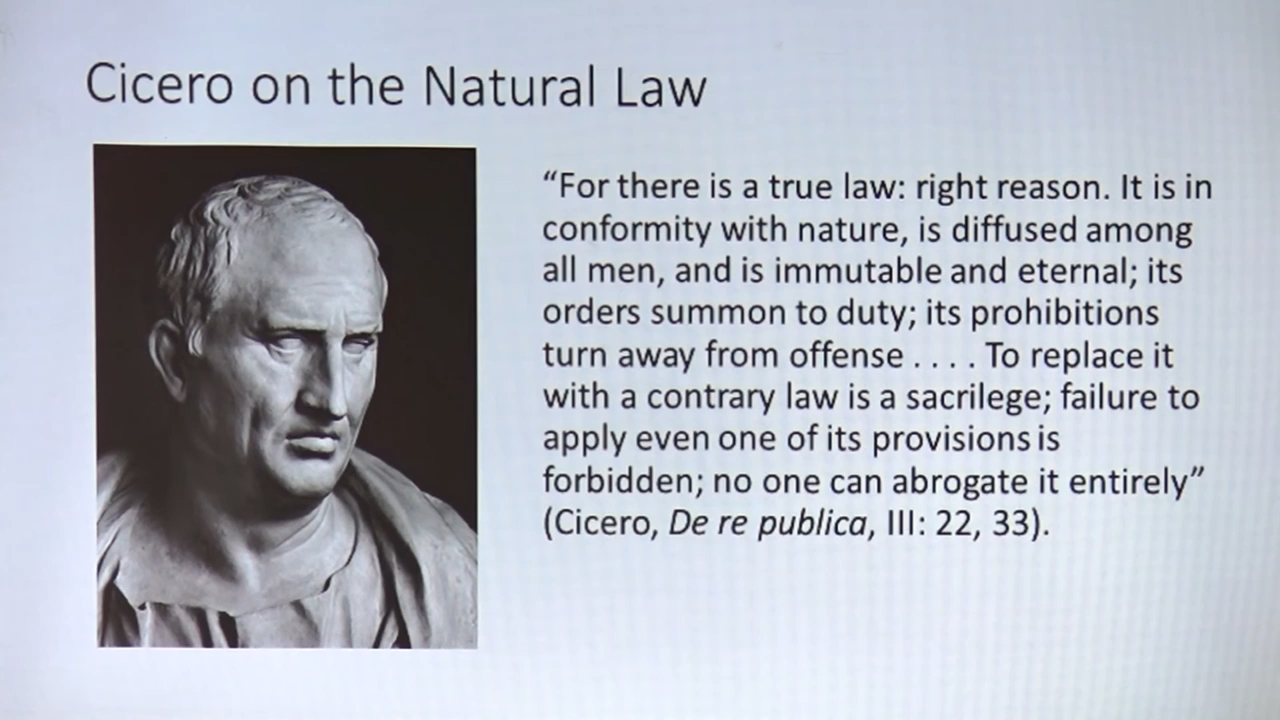 Cicero on the Natural Law
“For there is a true law: right reason. It is in
conformity with nature, is diffused among
all men, and is immutable and eternal; its
orders summon to duty; its prohibitions
turn away from offense . . . . To replace it
with a contrary law is a sacrilege; failure to
apply even one of its provisions is
forbidden; no one can abrogate it entirely”
(Cicero, De re publica, III: 22, 33).